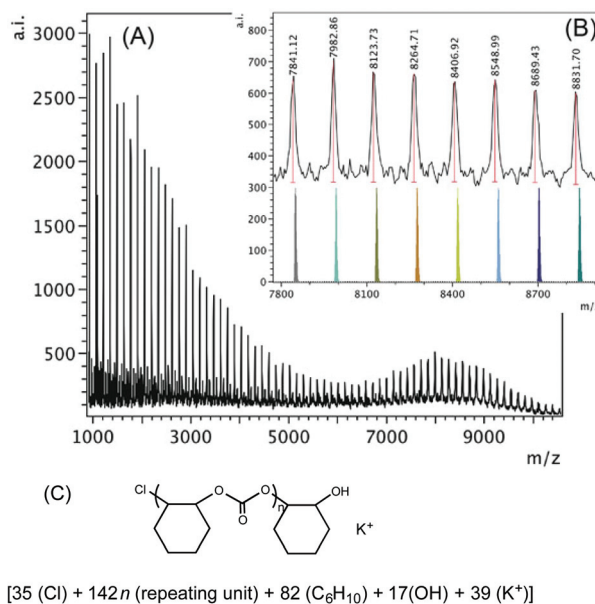 a.i.
(A)
3000
2500
2000
1500
1000
500
1000 3000 5000 7000 9000
m/z
a.i.
(B)
800
700
600
500
400
300
200
100
0
7841.12 7982.86 8123.73 8264.71 8406.92 8548.99 8689.43 8831.70
300
7800 8100 8400 8700 m/z
(C)
Cl O O O n OH
O
K+
[35 (Cl) + 142n (repeating unit) + 82 (C6H10) + 17(OH) + 39 (K+)]